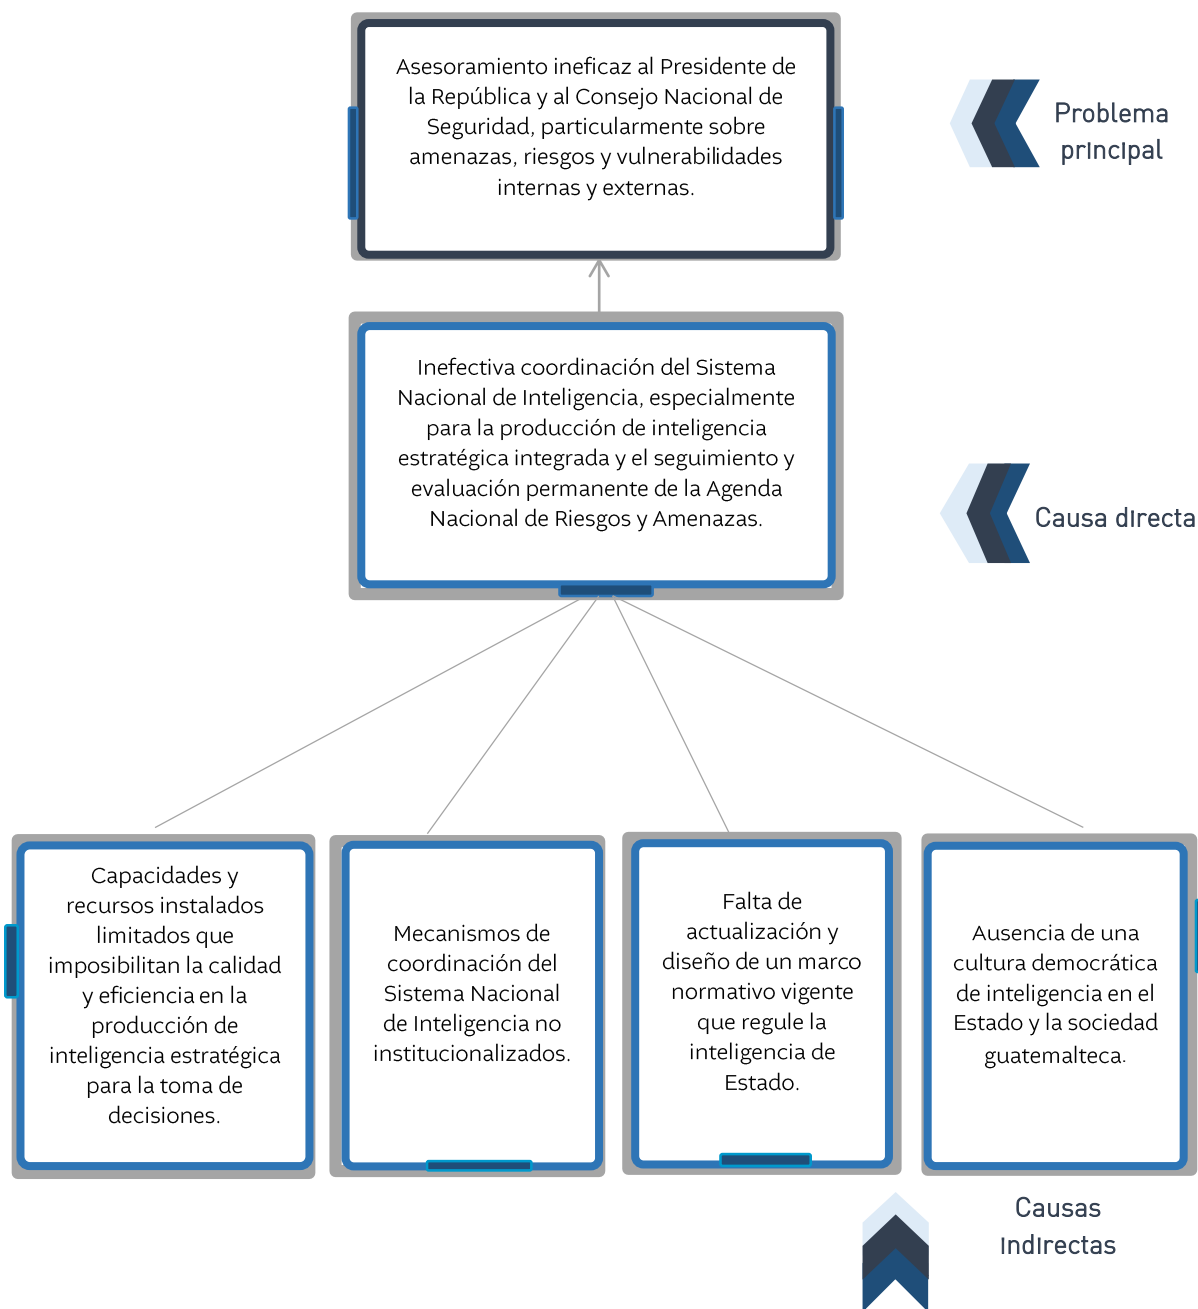 Asesoramiento ineficaz al Presidente de
la República y al Consejo Nacional de
Seguridad, particularmente sobre
amenazas, riesgos y vulnerabilidades
internas y externas.
Problema
principal
Inefectiva coordinación del Sistema
Nacional de Inteligencia, especialmente
para la producción de inteligencia
estratégica integrada y el seguimiento y
evaluación permanente de la Agenda
Nacional de Riesgos y Amenazas.
Causa directa
Capacidades y
recursos instalados
limitados que
imposibilitan la calidad
y eficiencia en la
producción de
inteligencia estratégica
para la toma de
decisiones.
Mecanismos de
coordinación del
Sistema Nacional
de Inteligencia no
institucionalizados.
Falta de
actualización y
diseño de un marco
normativo vigente
que regule la
inteligencia de
Estado.
Ausencia de una
cultura democrática
de inteligencia en el
Estado y la sociedad
guatemalteca.
Causas
indirectas